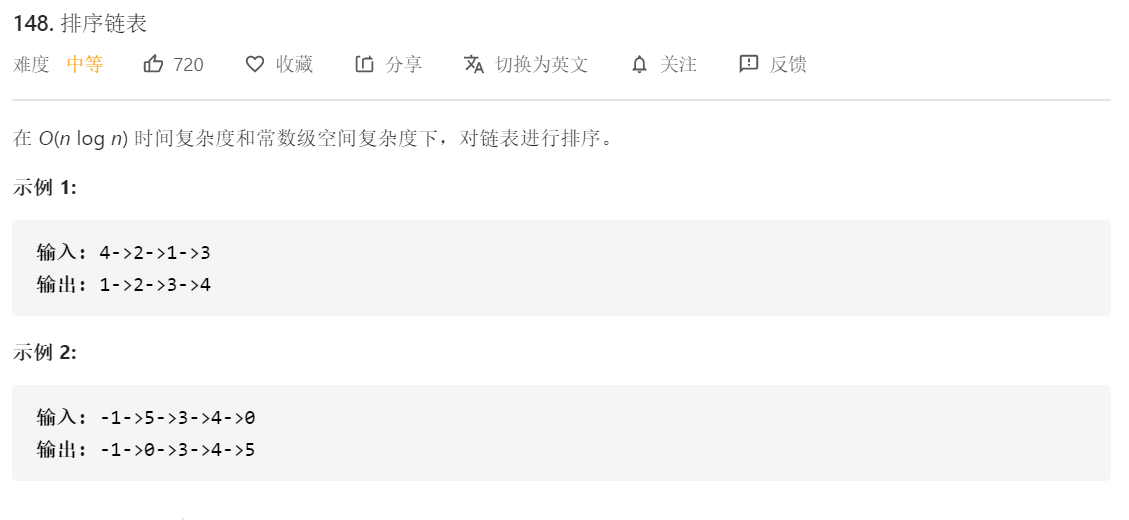 148. 排序链表
难度 中等 720 收藏 分享 切换为英文 关注 反馈
在 O(n log n) 时间复杂度和常数级空间复杂度下，对链表进行排序。
示例 1:
输入: 4->2->1->3
输出: 1->2->3->4
示例 2:
输入: -1->5->3->4->0
输出: -1->0->3->4->5